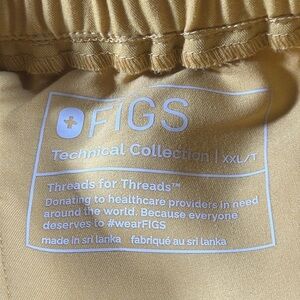 FIGS
Technical Collection | XXL/T
Threads for Threads™
Donating to healthcare providers in need
around the world. Because everyone
deserves to #wearFIGS
made in sri lanka fabriqué au sri lanka